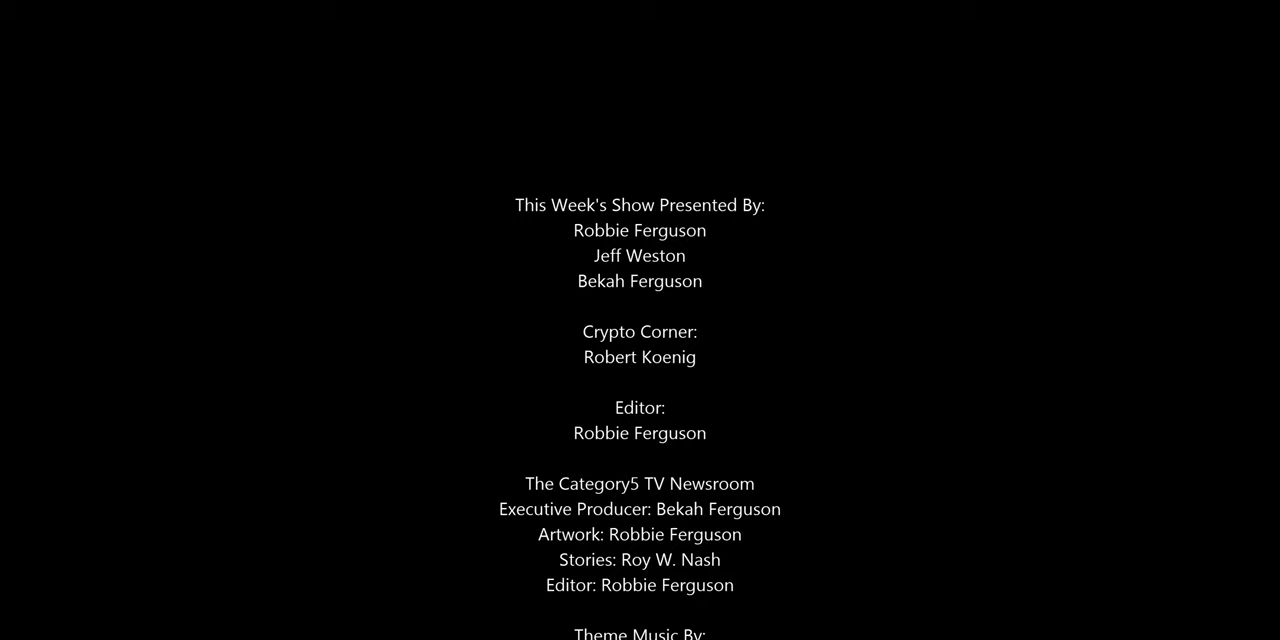 This Week's Show Presented By:
Robbie Ferguson
Jeff Weston
Bekah Ferguson
Crypto Corner:
Robert Koenig
Editor:
Robbie Ferguson
The Category5 TV Newsroom
Executive Producer: Bekah Ferguson
Artwork: Robbie Ferguson
Stories: Roy W. Nash
Editor: Robbie Ferguson
Theme Music By: